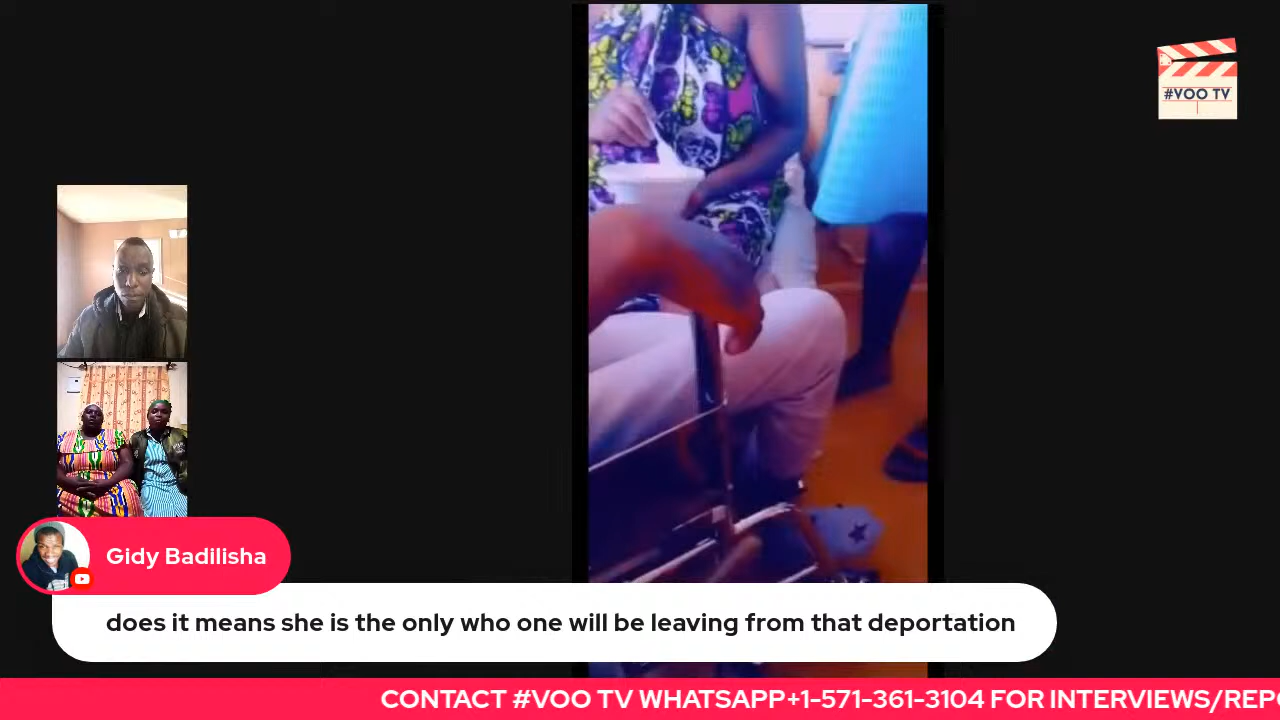 #VOO TV
Gidy Badilisha
does it means she is the only who one will be leaving from that deportation
CONTACT #VOO TV WHATSAPP+1-571-361-3104 FOR INTERVIEWS/REPO